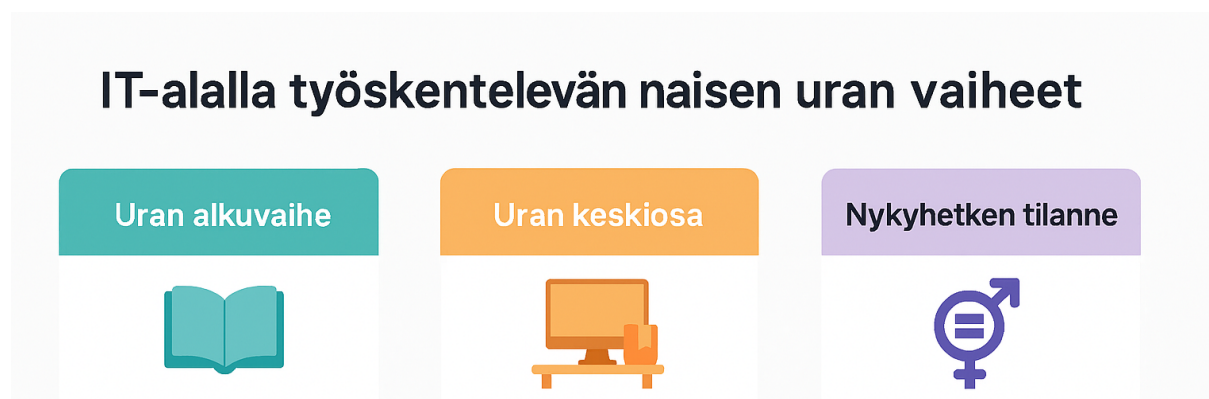 IT-alalla työskentelevän naisen uran vaiheet
Uran alkuvaihe
Uran keskiosa
Nykyhetken tilanne